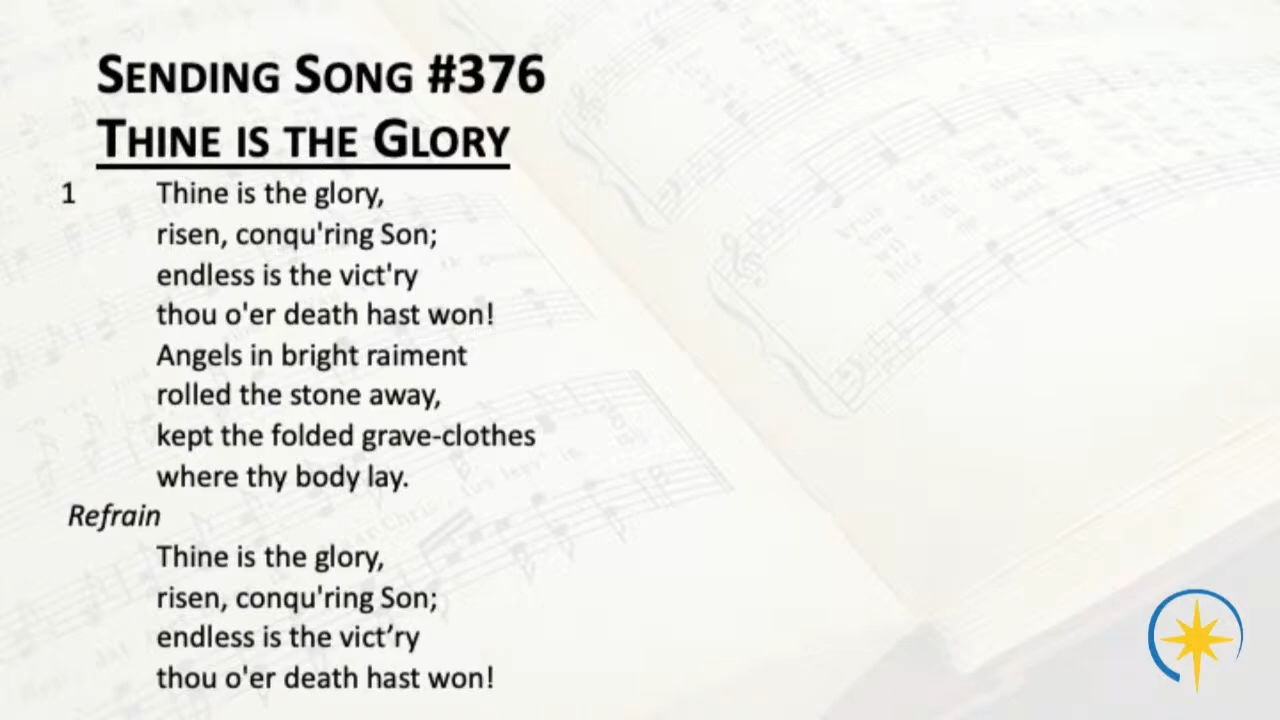 SENDING SONG #376
THINE IS THE GLORY
1 Thine is the glory,
risen, conqu'ring Son;
endless is the vict'ry
thou o'er death hast won!
Angels in bright raiment
rolled the stone away,
kept the folded grave-clothes
where thy body lay.
Refrain
Thine is the glory,
risen, conqu'ring Son;
endless is the vict’ry
thou o'er death hast won!